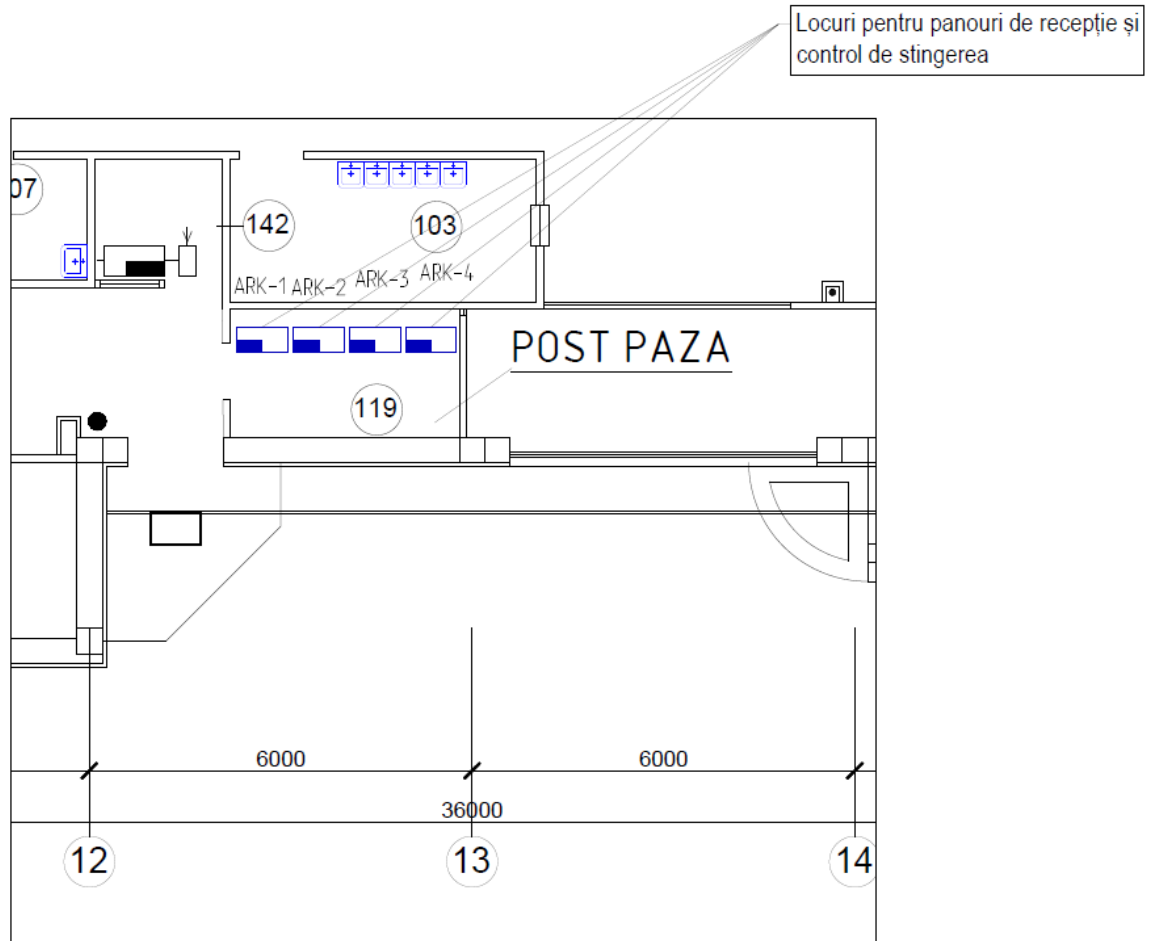 Locuri pentru panouri de recepție și
control de stingerea
07
142
103
ARK-1 ARK-2 ARK-3 ARK-4
POST PAZA
119
6000 6000
36000
12 13 14